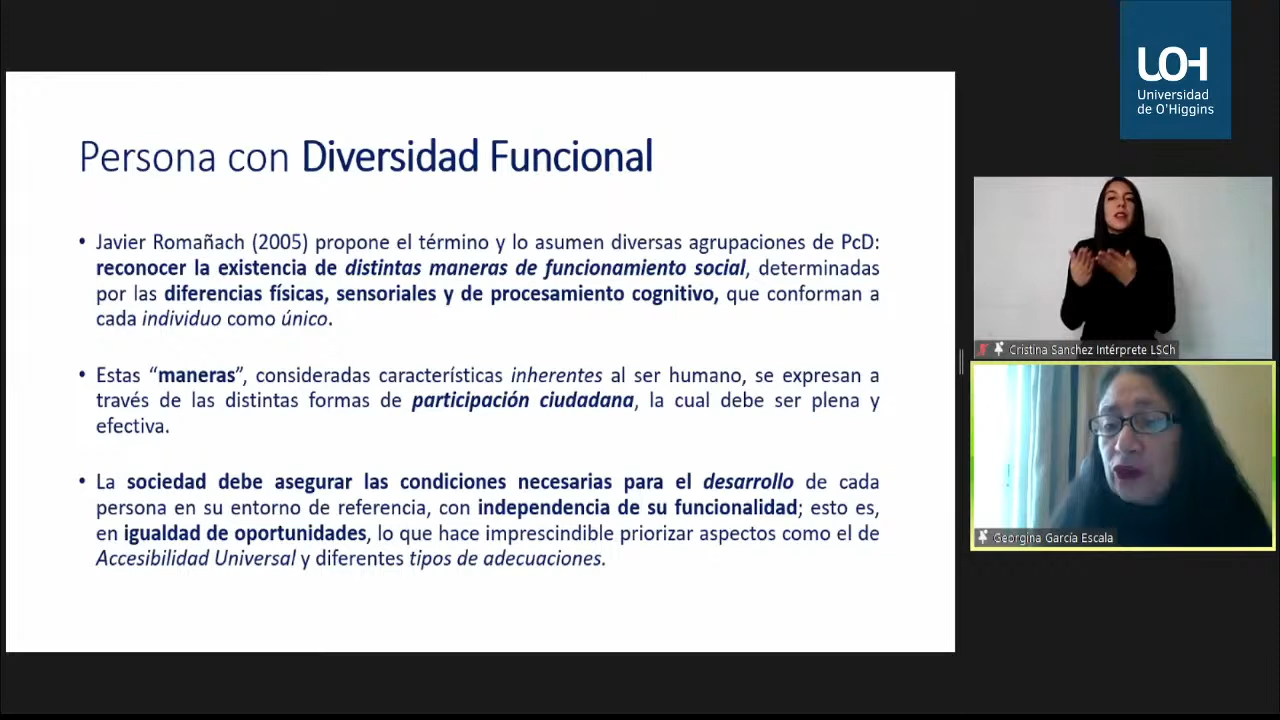 Persona con Diversidad Funcional
• Javier Romañach (2005) propone el término y lo asumen diversas agrupaciones de PcD:
reconocer la existencia de distintas maneras de funcionamiento social, determinadas
por las diferencias físicas, sensoriales y de procesamiento cognitivo, que conforman a
cada individuo como único.
• Estas “maneras”, consideradas características inherentes al ser humano, se expresan a
través de las distintas formas de participación ciudadana, la cual debe ser plena y
efectiva.
• La sociedad debe asegurar las condiciones necesarias para el desarrollo de cada
persona en su entorno de referencia, con independencia de su funcionalidad; esto es,
en igualdad de oportunidades, lo que hace imprescindible priorizar aspectos como el de
Accesibilidad Universal y diferentes tipos de adecuaciones.
UOH
Universidad
de O'Higgins
Cristina Sanchez Intérprete LSCh
Georgina García Escala